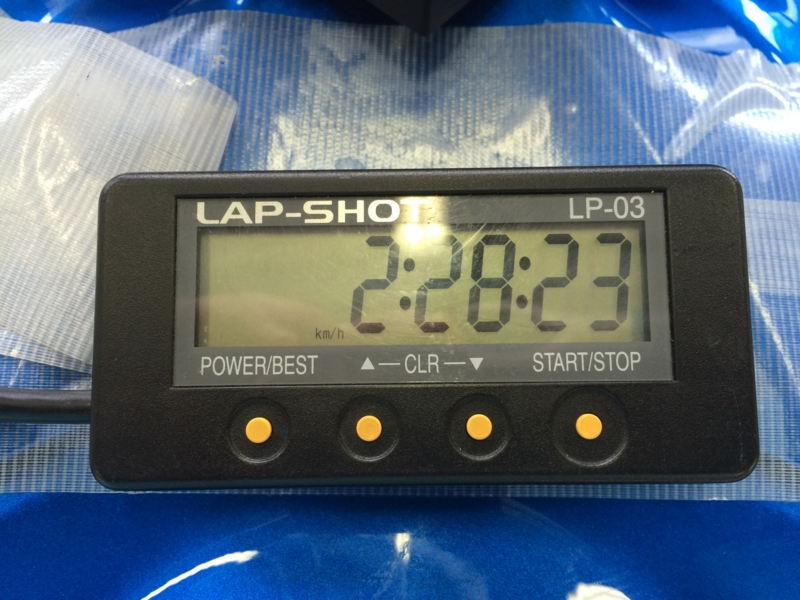 LAP-SHOT LP-03
2:28:23
km/h
POWER/BEST ▲—CLR—▼ START/STOP